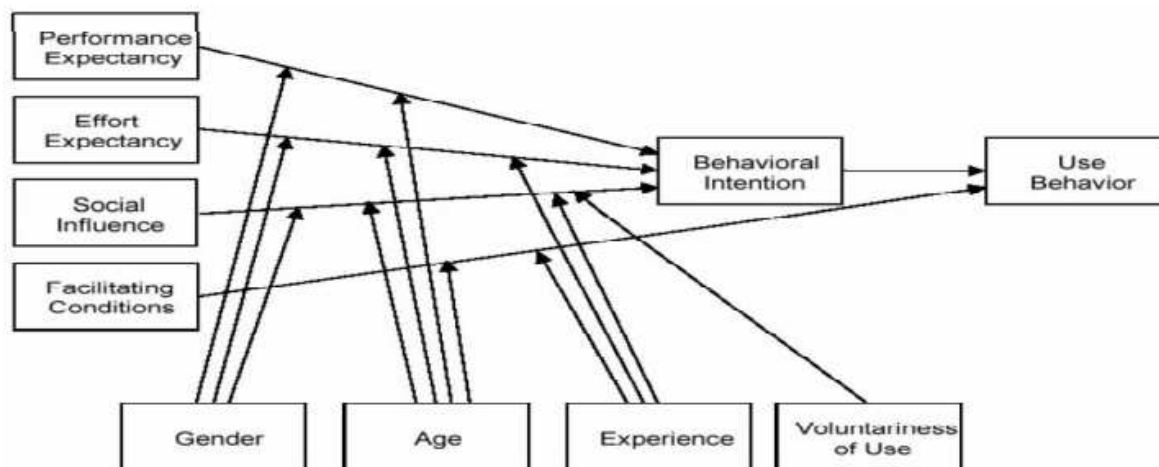 Performance
Expectancy
Effort
Expectancy
Social
Influence
Facilitating
Conditions
Behavioral
Intention
Use
Behavior
Gender
Age
Experience
Voluntariness
of Use